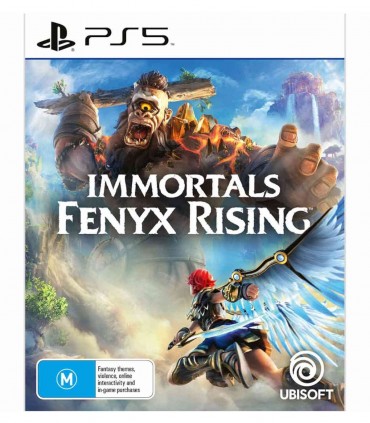 PS5
IMMORTALS
FENYX RISING
M
Fantasy themes,
violence, online
interactivity and
in-game purchases
UBISOFT